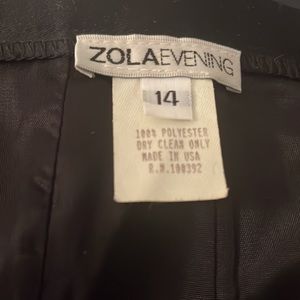 ZOLAEVENING
14
100% POLYESTER
DRY CLEAN ONLY
MADE IN USA
R.N.100392